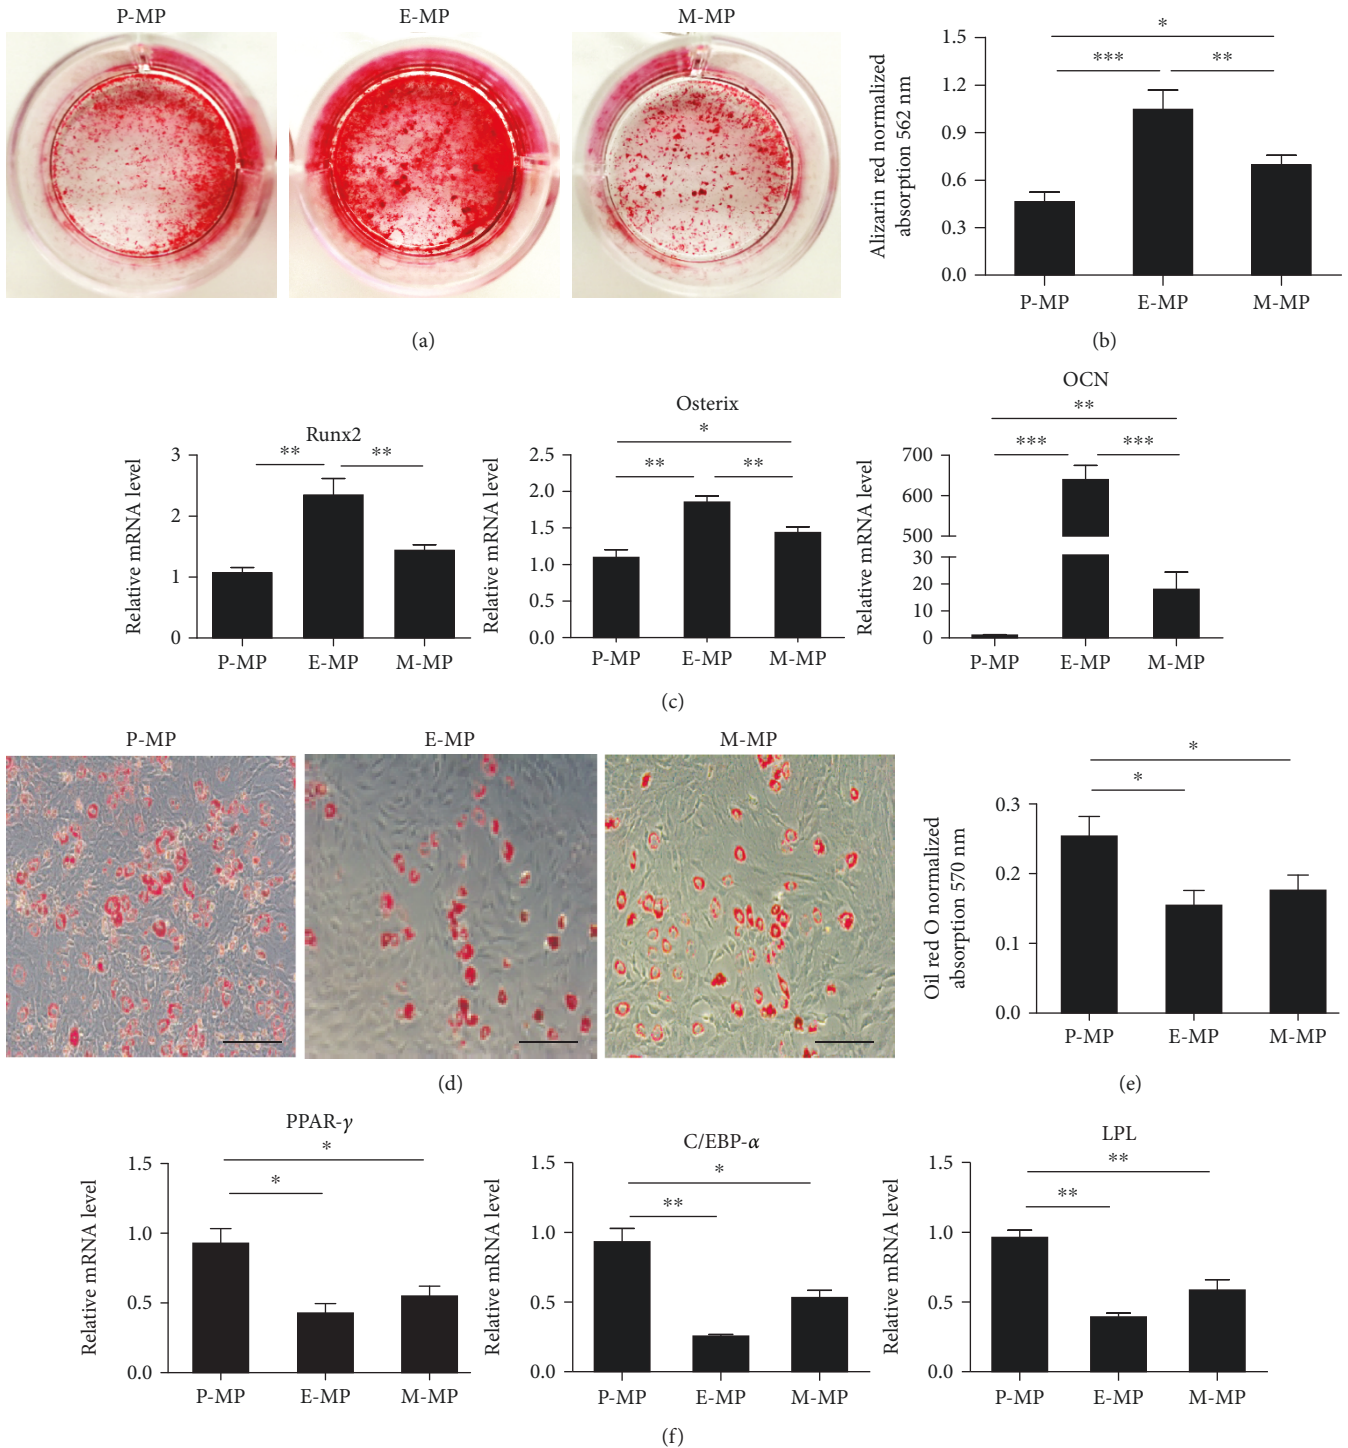 P-MP E-MP M-MP
(a)
Alizarin red normalized
absorption 562 nm
1.5
1.2
0.9
0.6
0.3
0.0
*
*** **
P-MP E-MP M-MP
(b)
Runx2
Relative mRNA level
3
2
1
0
** **
P-MP E-MP M-MP
Osterix
Relative mRNA level
2.5
2.0
1.5
1.0
0.5
0.0
*
** **
P-MP E-MP M-MP
OCN
Relative mRNA level
700
600
500
30
20
10
0
**
*** ***
P-MP E-MP M-MP
(c)
P-MP E-MP M-MP
(d)
Oil red O normalized
absorption 570 nm
0.3
0.2
0.1
0.0
*
*
P-MP E-MP M-MP
(e)
PPAR-γ
Relative mRNA level
1.5
1.0
0.5
0.0
*
*
P-MP E-MP M-MP
C/EBP-α
Relative mRNA level
1.5
1.0
0.5
0.0
*
**
P-MP E-MP M-MP
LPL
Relative mRNA level
1.5
1.0
0.5
0.0
**
**
P-MP E-MP M-MP
(f)